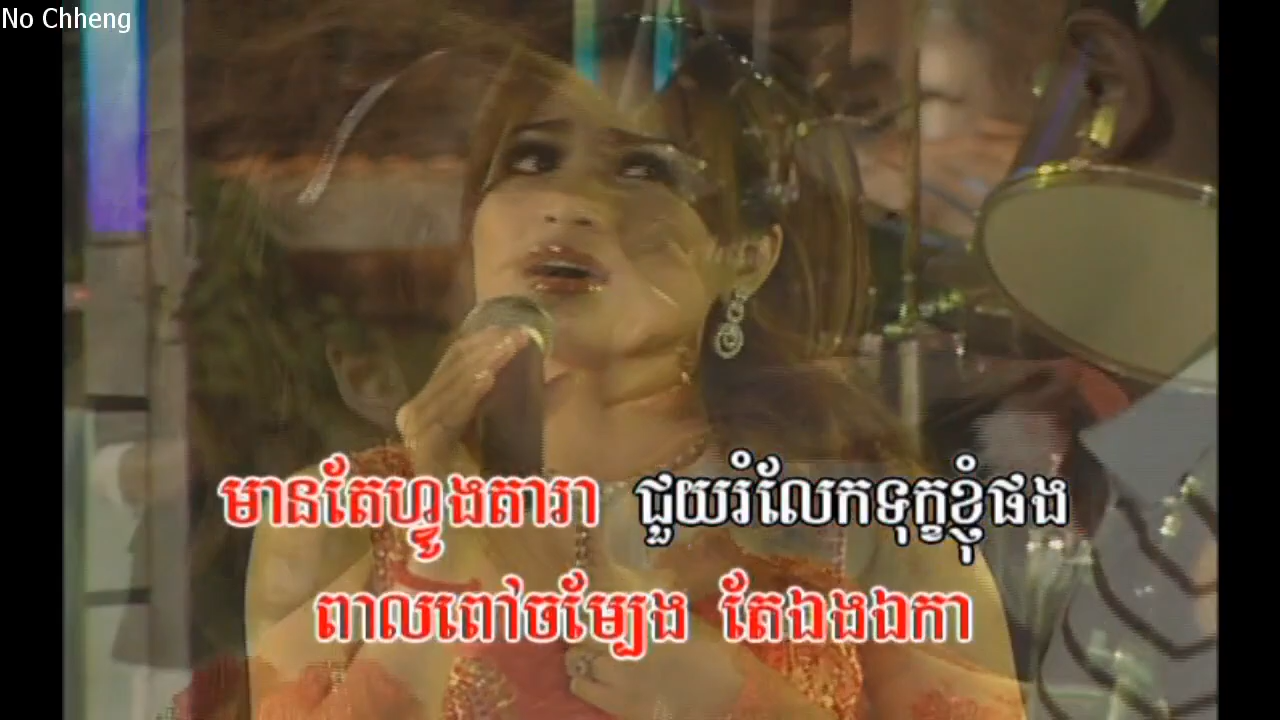 No Chheng
មានតែហ្វូងតារា ជួយរំលែកទុក្ខខ្ញុំផង
ពាលពៅចម្បែង តែឯងឯកា